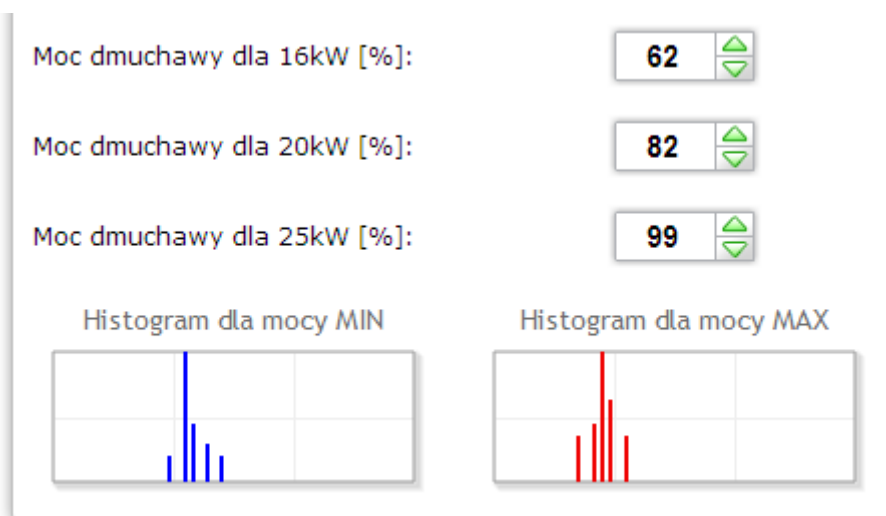 Moc dmuchawy dla 16kW [%]: 62
Moc dmuchawy dla 20kW [%]: 82
Moc dmuchawy dla 25kW [%]: 99
Histogram dla mocy MIN Histogram dla mocy MAX